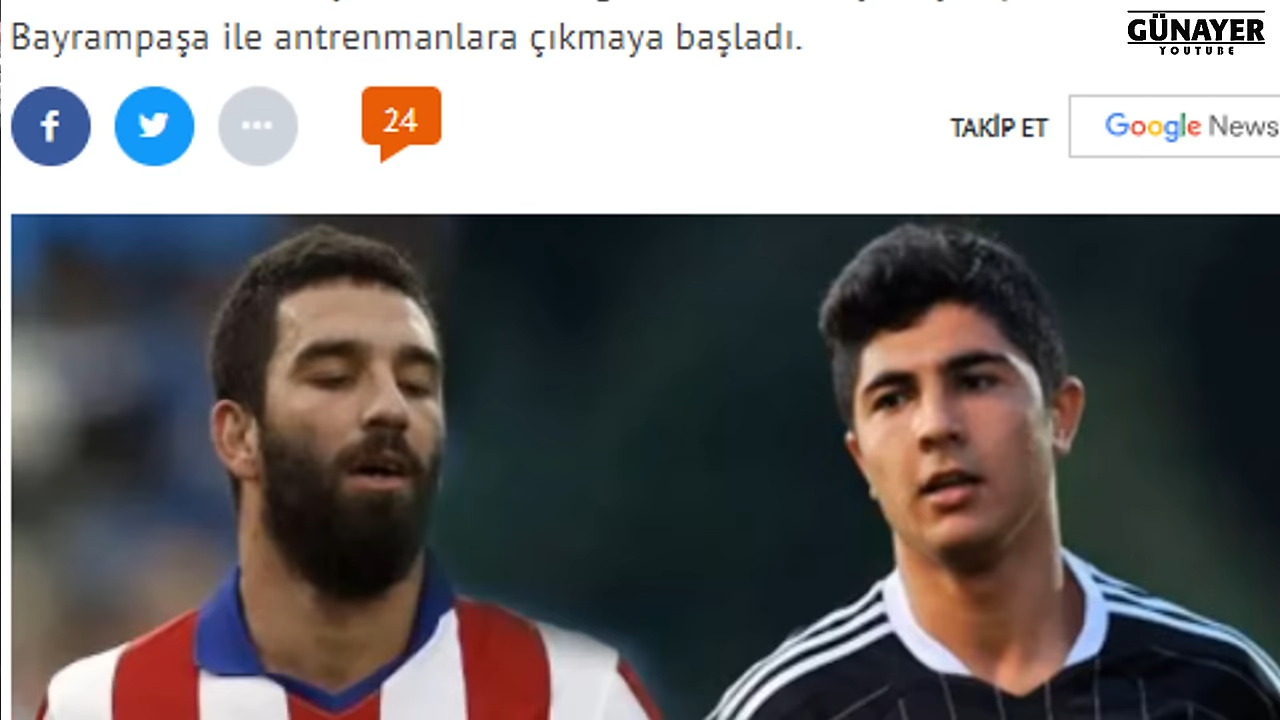 GÜNAYER
YOUTUBE
Bayrampaşa ile antrenmanlara çıkmaya başladı.
24
TAKİP ET
Google News